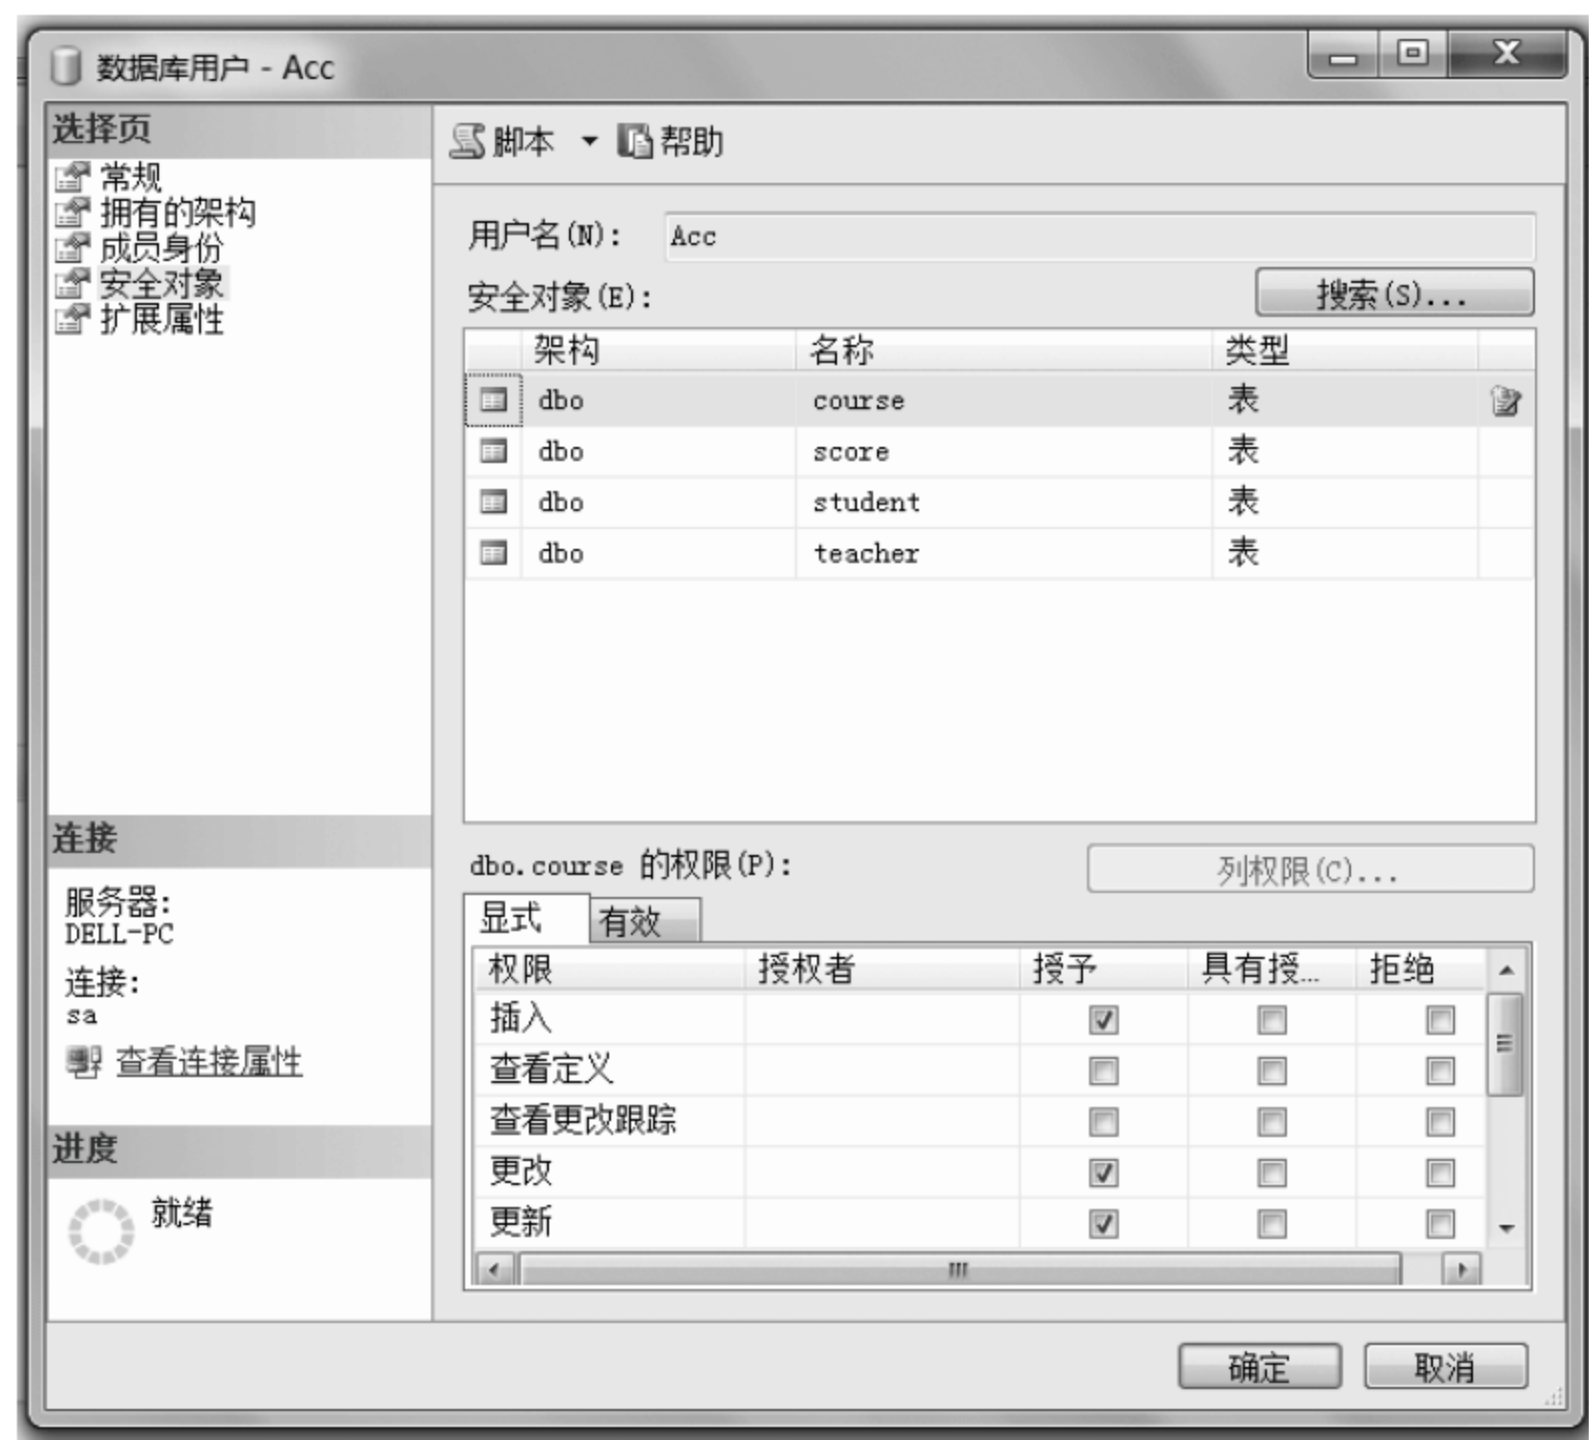 数据库用户 - Acc
选择页
常规
拥有的架构
成员身份
安全对象
扩展属性
脚本 帮助
用户名(N): Acc
安全对象(E): 搜索(S)...
架构 名称 类型
dbo course 表
dbo score 表
dbo student 表
dbo teacher 表
连接
服务器:
DELL-PC
连接:
sa
查看连接属性
进度
就绪
dbo.course 的权限(P): 列权限(C)...
显式 有效
权限 授权者 授予 具有授... 拒绝
插入
查看定义
查看更改跟踪
更改
更新
确定 取消